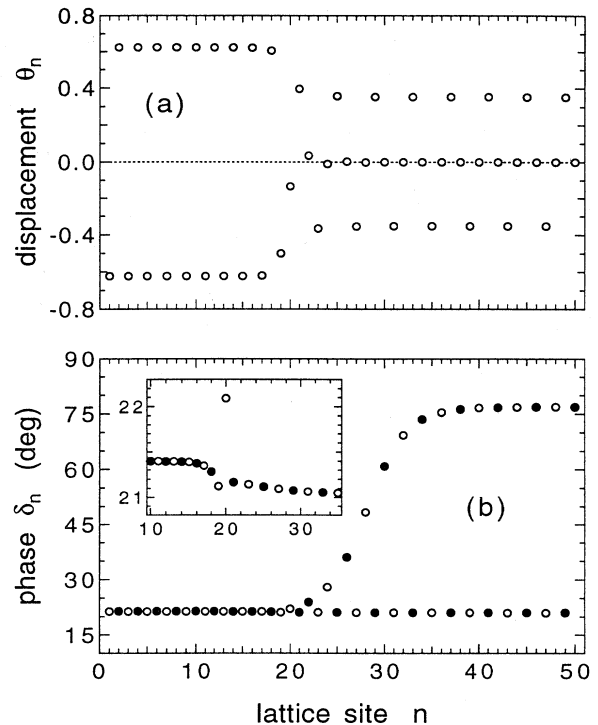 0.8
0.4
0.0
-0.4
-0.8
displacement θn
(a)
90
75
60
45
30
15
phase δn (deg)
22
21
10 20 30
(b)
0 10 20 30 40 50
lattice site n